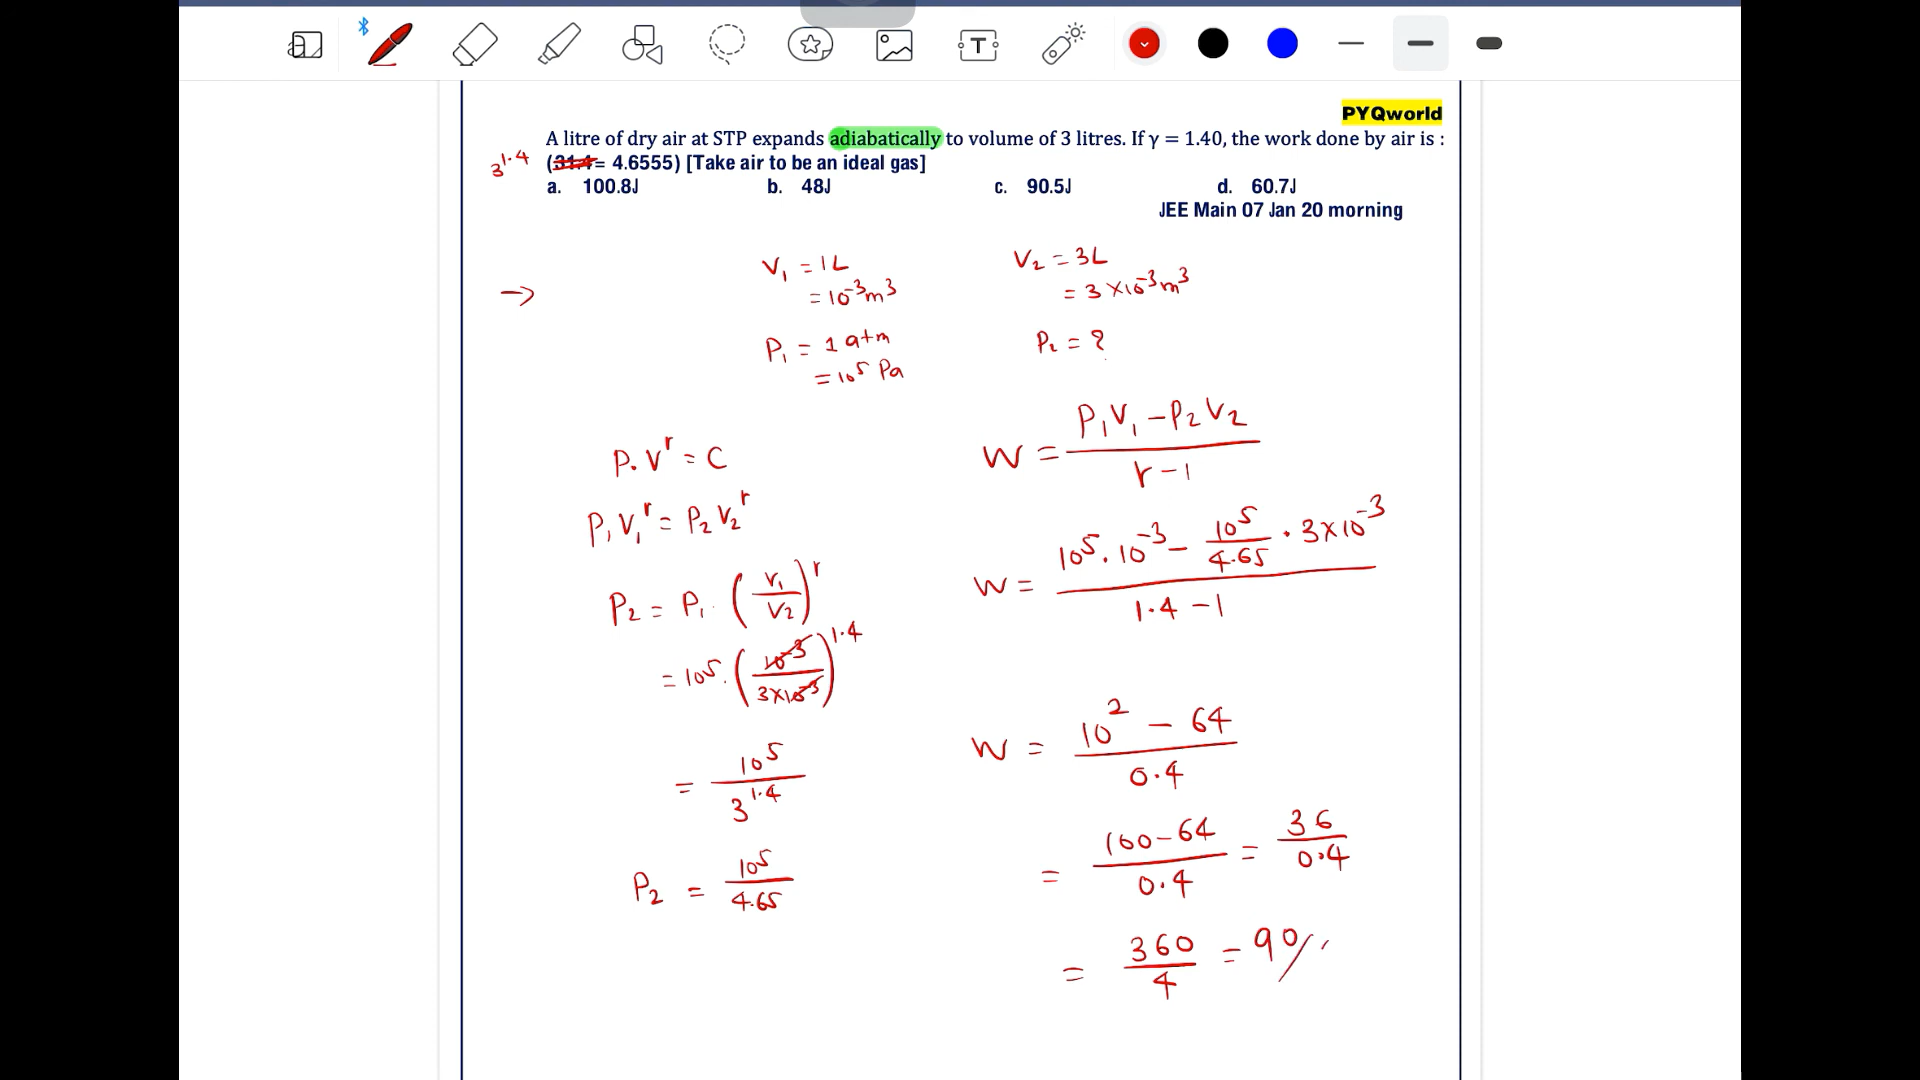 PYQworld
A litre of dry air at STP expands adiabatically to volume of 3 litres. If γ = 1.40, the work done by air is :
3^1.4 (31.4= 4.6555) [Take air to be an ideal gas]
a. 100.8J b. 48J c. 90.5J d. 60.7J
JEE Main 07 Jan 20 morning
→
V₁ = 1L
= 10⁻³m³
P₁ = 1 atm
= 10⁵ Pa
V₂ = 3L
= 3×10⁻³m³
P₂ = ?
P.V^r = C
P₁V₁^r = P₂V₂^r
P₂ = P₁.(V₁/V₂)^r
= 10⁵.(10⁻³/3×10⁻³)^1.4
= 10⁵/3^1.4
P₂ = 10⁵/4.65
W = P₁V₁-P₂V₂/r-1
W = 10⁵.10⁻³ - 10⁵/4.65 . 3×10⁻³/1.4-1
W = 10² - 64/0.4
= 100-64/0.4 = 36/0.4
= 360/4 = 90//